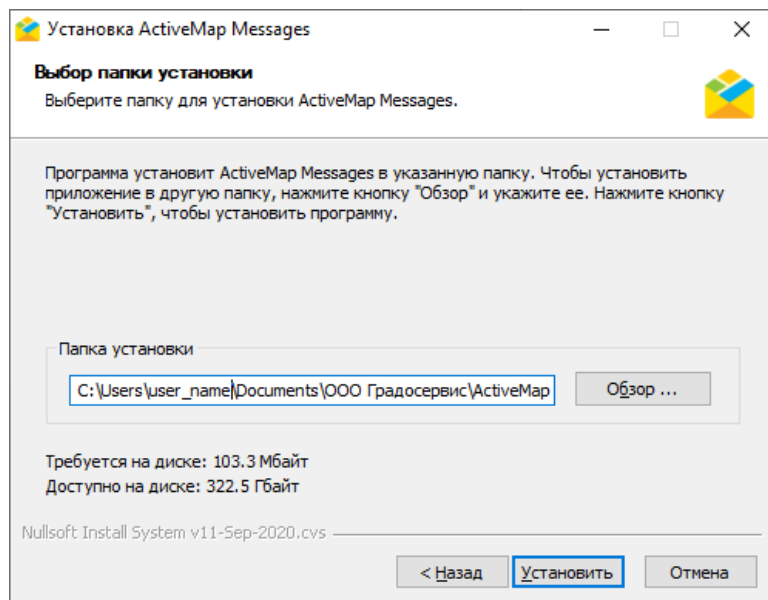 Установка ActiveMap Messages
Выбор папки установки
Выберите папку для установки ActiveMap Messages.
Программа установит ActiveMap Messages в указанную папку. Чтобы установить
приложение в другую папку, нажмите кнопку "Обзор" и укажите ее. Нажмите кнопку
"Установить", чтобы установить программу.
Папка установки
C:\Users\user_name\Documents\ООО Градосервис\ActiveMap
Обзор ...
Требуется на диске: 103.3 Мбайт
Доступно на диске: 322.5 Гбайт
Nullsoft Install System v11-Sep-2020.cvs
< Назад
Установить
Отмена